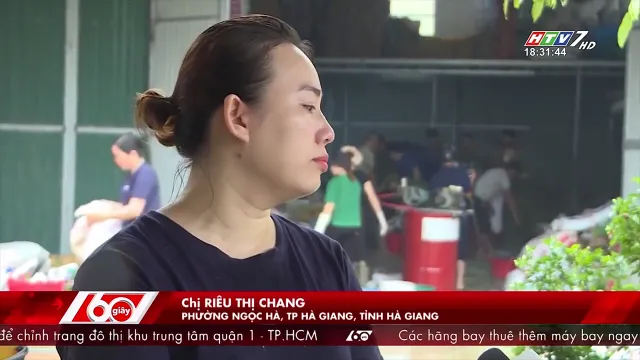 HTV7 HD
18:31:44
Chị RIÊU THỊ CHANG
PHƯỜNG NGỌC HÀ, TP HÀ GIANG, TỈNH HÀ GIANG
60 giây
để chỉnh trang đô thị khu trung tâm quận 1 - TP.HCM 60 Các hãng bay thuê thêm máy bay ngay